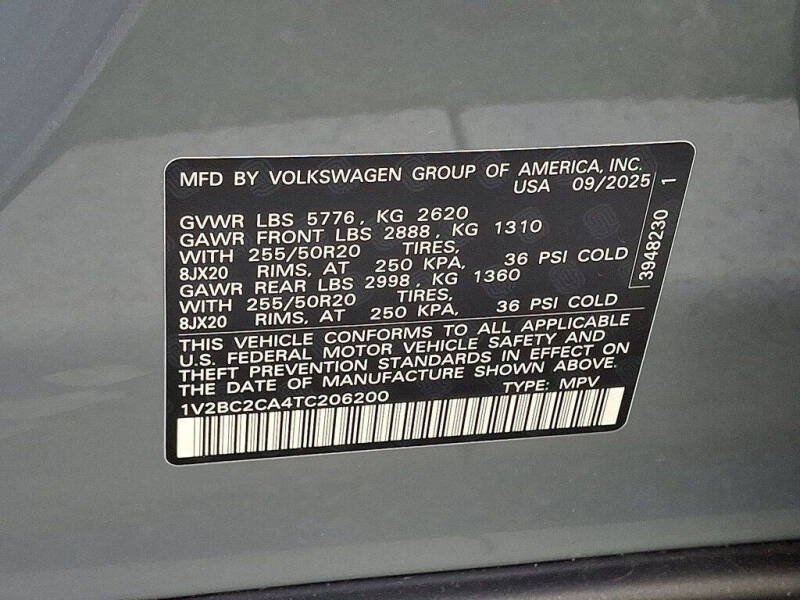 MFD BY VOLKSWAGEN GROUP OF AMERICA, INC.
USA 09/2025
GVWR LBS 5776, KG 2620
GAWR FRONT LBS 2888, KG 1310
WITH 255/50R20 TIRES,
8JX20 RIMS, AT 250 KPA, 36 PSI COLD
GAWR REAR LBS 2998, KG 1360
WITH 255/50R20 TIRES,
8JX20 RIMS, AT 250 KPA, 36 PSI COLD
THIS VEHICLE CONFORMS TO ALL APPLICABLE
U.S. FEDERAL MOTOR VEHICLE SAFETY AND
THEFT PREVENTION STANDARDS IN EFFECT ON
THE DATE OF MANUFACTURE SHOWN ABOVE.
1V2BC2CA4TC206200 TYPE: MPV
3948230 1